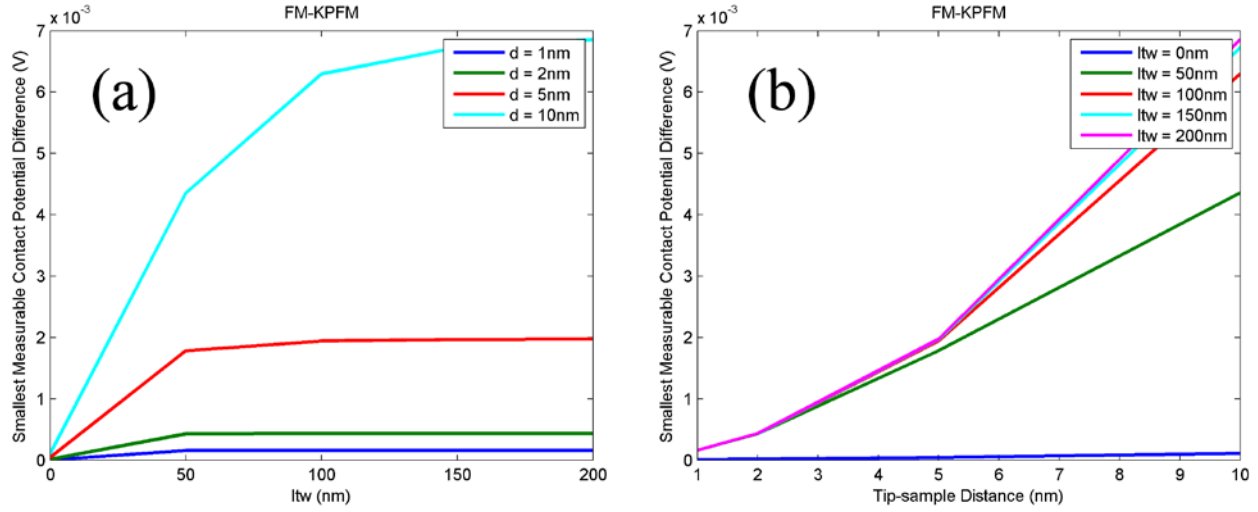 FM-KPFM
x 10⁻³
(a)
d = 1nm
d = 2nm
d = 5nm
d = 10nm
7
6
5
4
3
2
1
0
Smallest Measurable Contact Potential Difference (V)
0 50 100 150 200
ltw (nm)
FM-KPFM
x 10⁻³
(b)
ltw = 0nm
ltw = 50nm
ltw = 100nm
ltw = 150nm
ltw = 200nm
7
6
5
4
3
2
1
0
Smallest Measurable Contact Potential Difference (V)
1 2 3 4 5 6 7 8 9 10
Tip-sample Distance (nm)